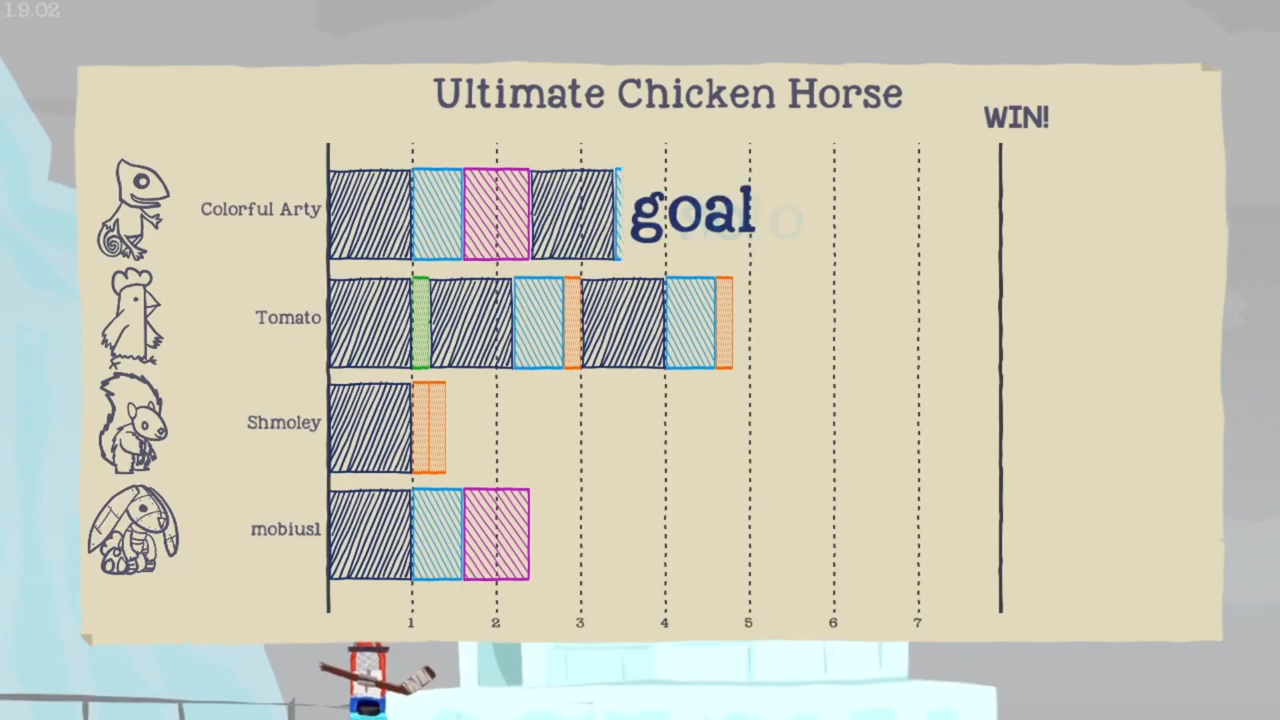 1.9.02
Ultimate Chicken Horse
WIN!
Colorful Arty
goal
solo
Tomato
Shmoley
mobius1
1 2 3 4 5 6 7